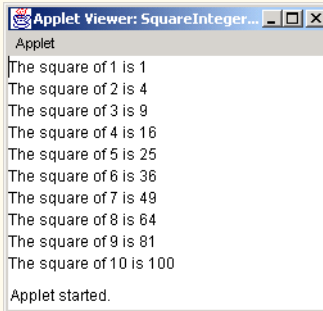 Applet Viewer: SquareInteger...
Applet
The square of 1 is 1
The square of 2 is 4
The square of 3 is 9
The square of 4 is 16
The square of 5 is 25
The square of 6 is 36
The square of 7 is 49
The square of 8 is 64
The square of 9 is 81
The square of 10 is 100
Applet started.